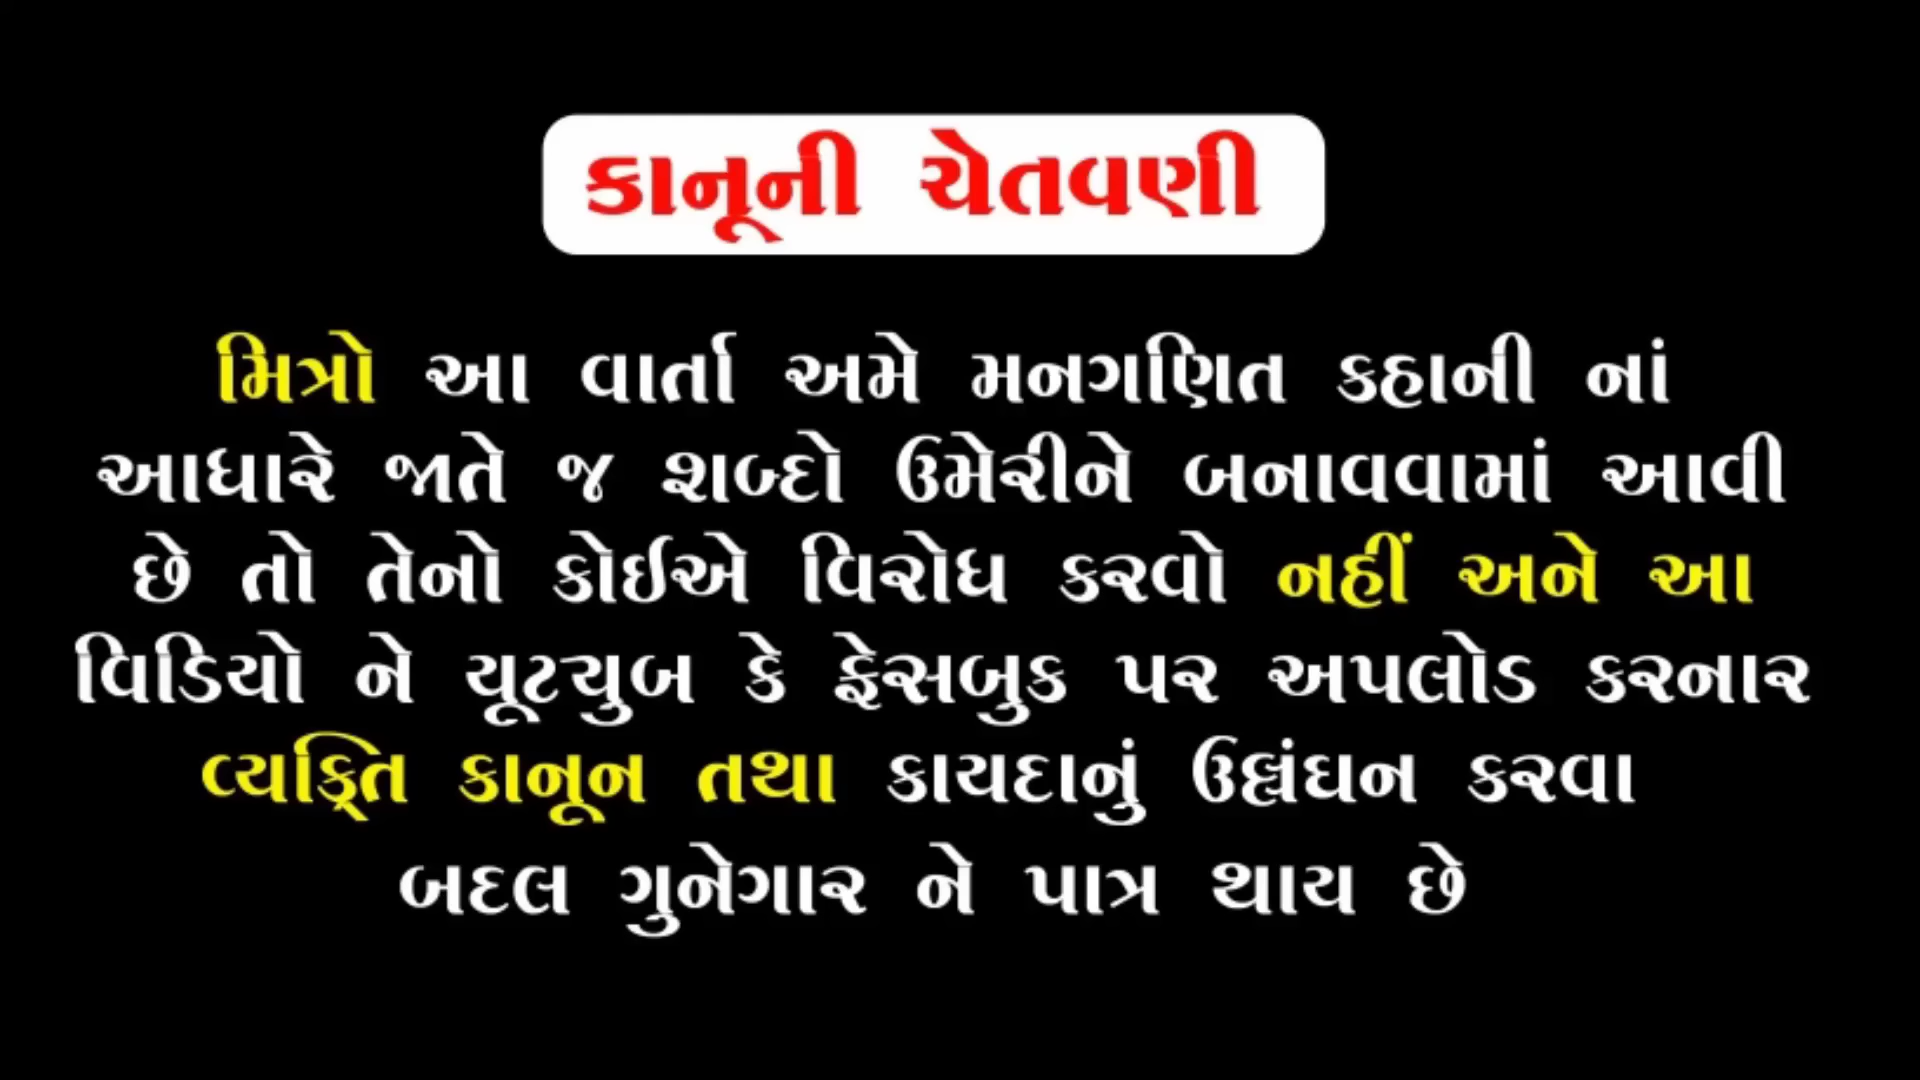 કાનૂની ચેતવણી
મિત્રો આ વાર્તા અમે મનગણિત કહાની નાં
આધારે જાતે જ શબ્દો ઉમેરીને બનાવવામાં આવી
છે તો તેનો કોઈએ વિરોધ કરવો નહીં અને આ
વિડિયો ને યૂટ્યુબ કે ફેસબુક પર અપલોડ કરનાર
વ્યક્તિ કાનૂન તથા કાયદાનું ઉલ્લંઘન કરવા
બદલ ગુનેગાર ને પાત્ર થાય છે